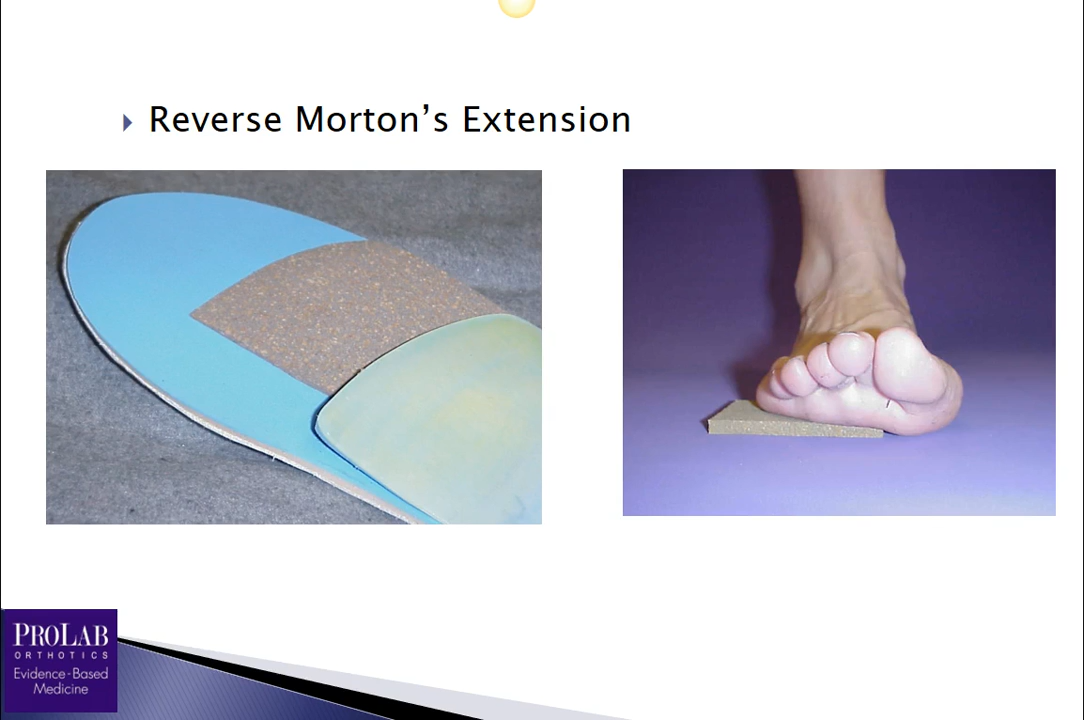 Reverse Morton’s Extension
PROLAB
ORTHOTICS
Evidence-Based
Medicine